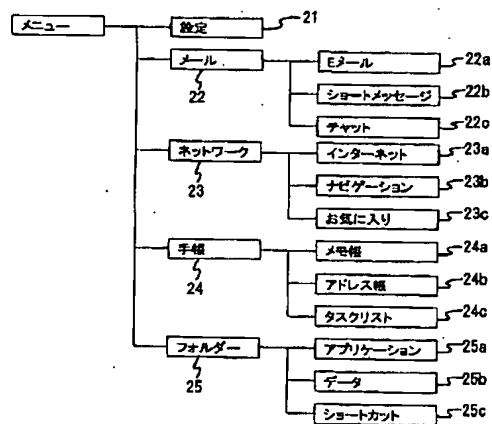 メニュー
設定
21
メール
22
Eメール
22a
ショートメッセージ
22b
チャット
22c
ネットワーク
23
インターネット
23a
ナビゲーション
23b
お気に入り
23c
手帳
24
メモ帳
24a
アドレス帳
24b
タスクリスト
24c
フォルダー
25
アプリケーション
25a
データ
25b
ショートカット
25c